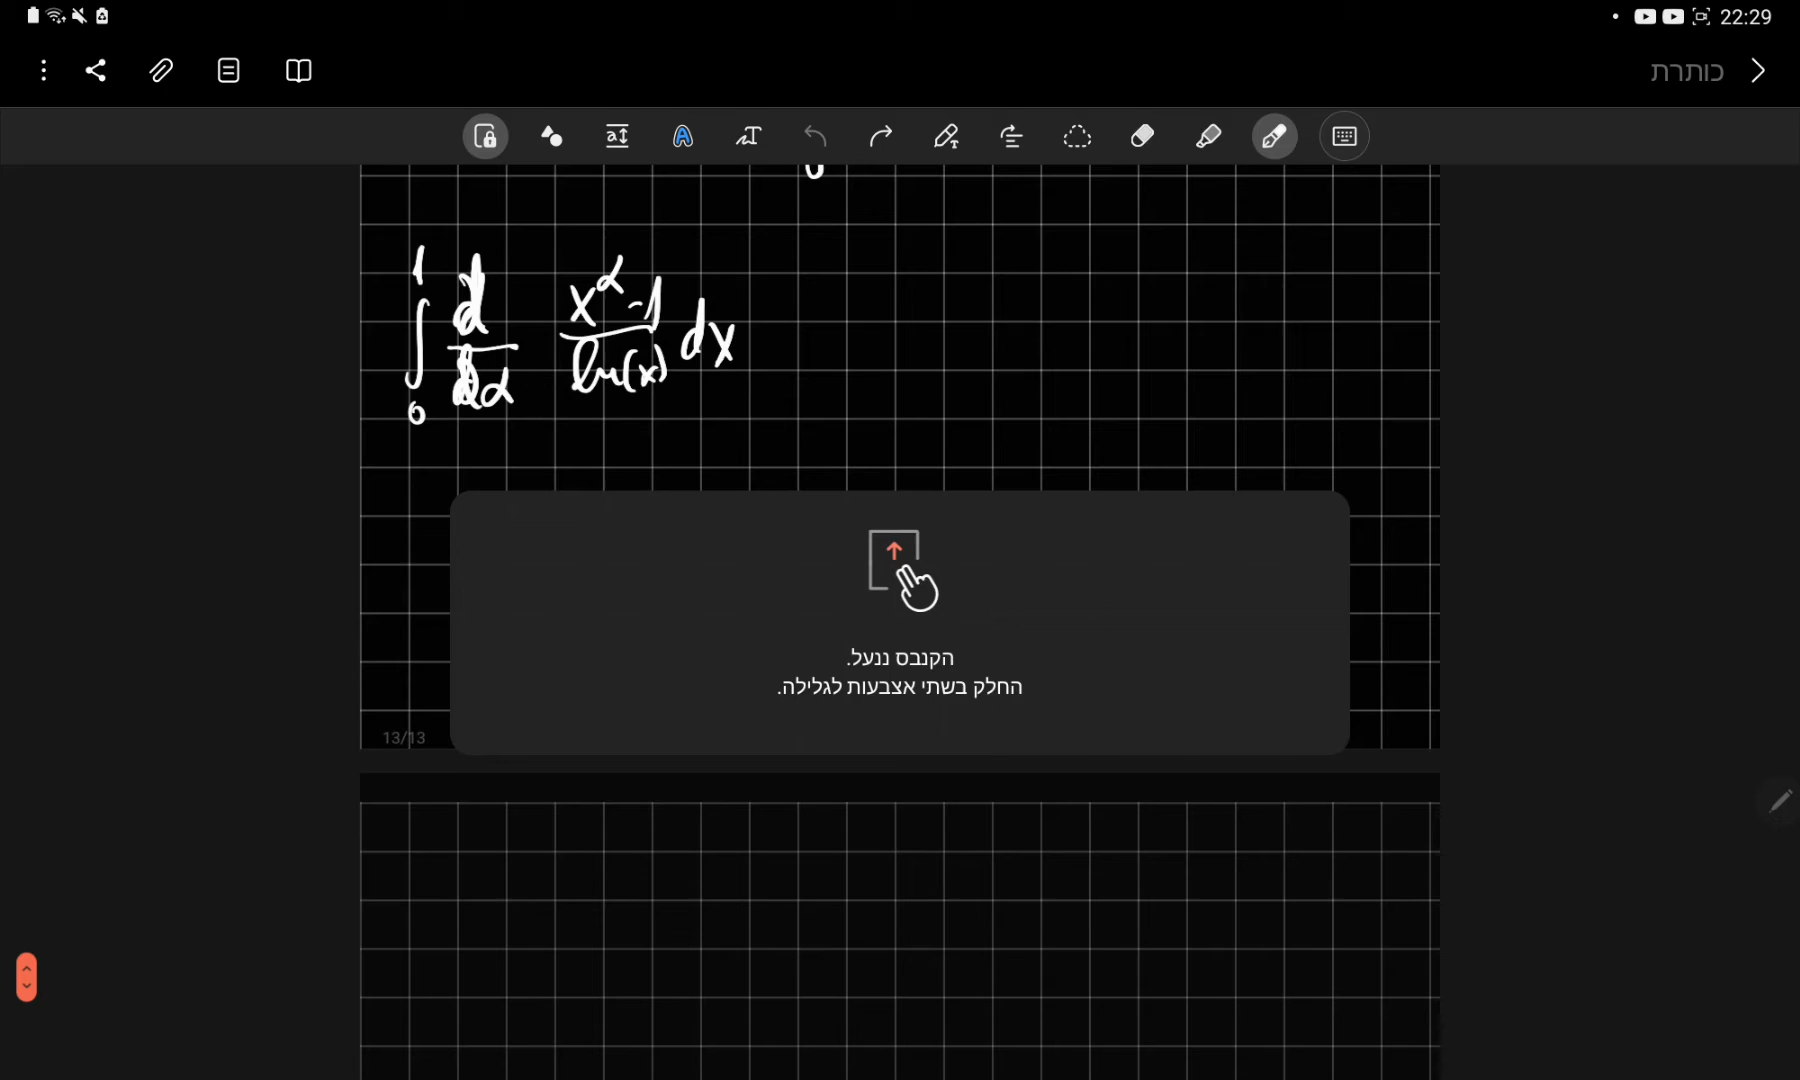 22:29
כותרת
∫₀¹ d/dα (x^α - 1)/ln(x) dx
הקנבס ננעל.
החלק בשתי אצבעות לגלילה.
13/13